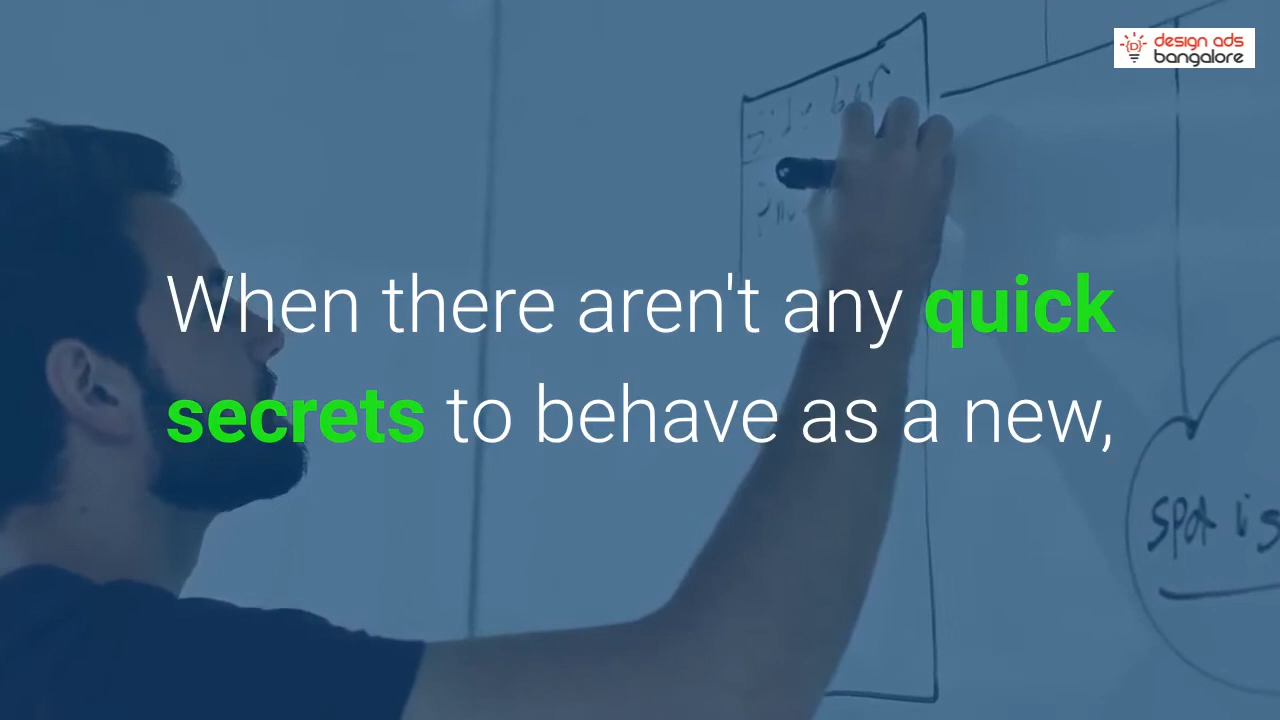 design ads
bangalore
When there aren't any quick
secrets to behave as a new,